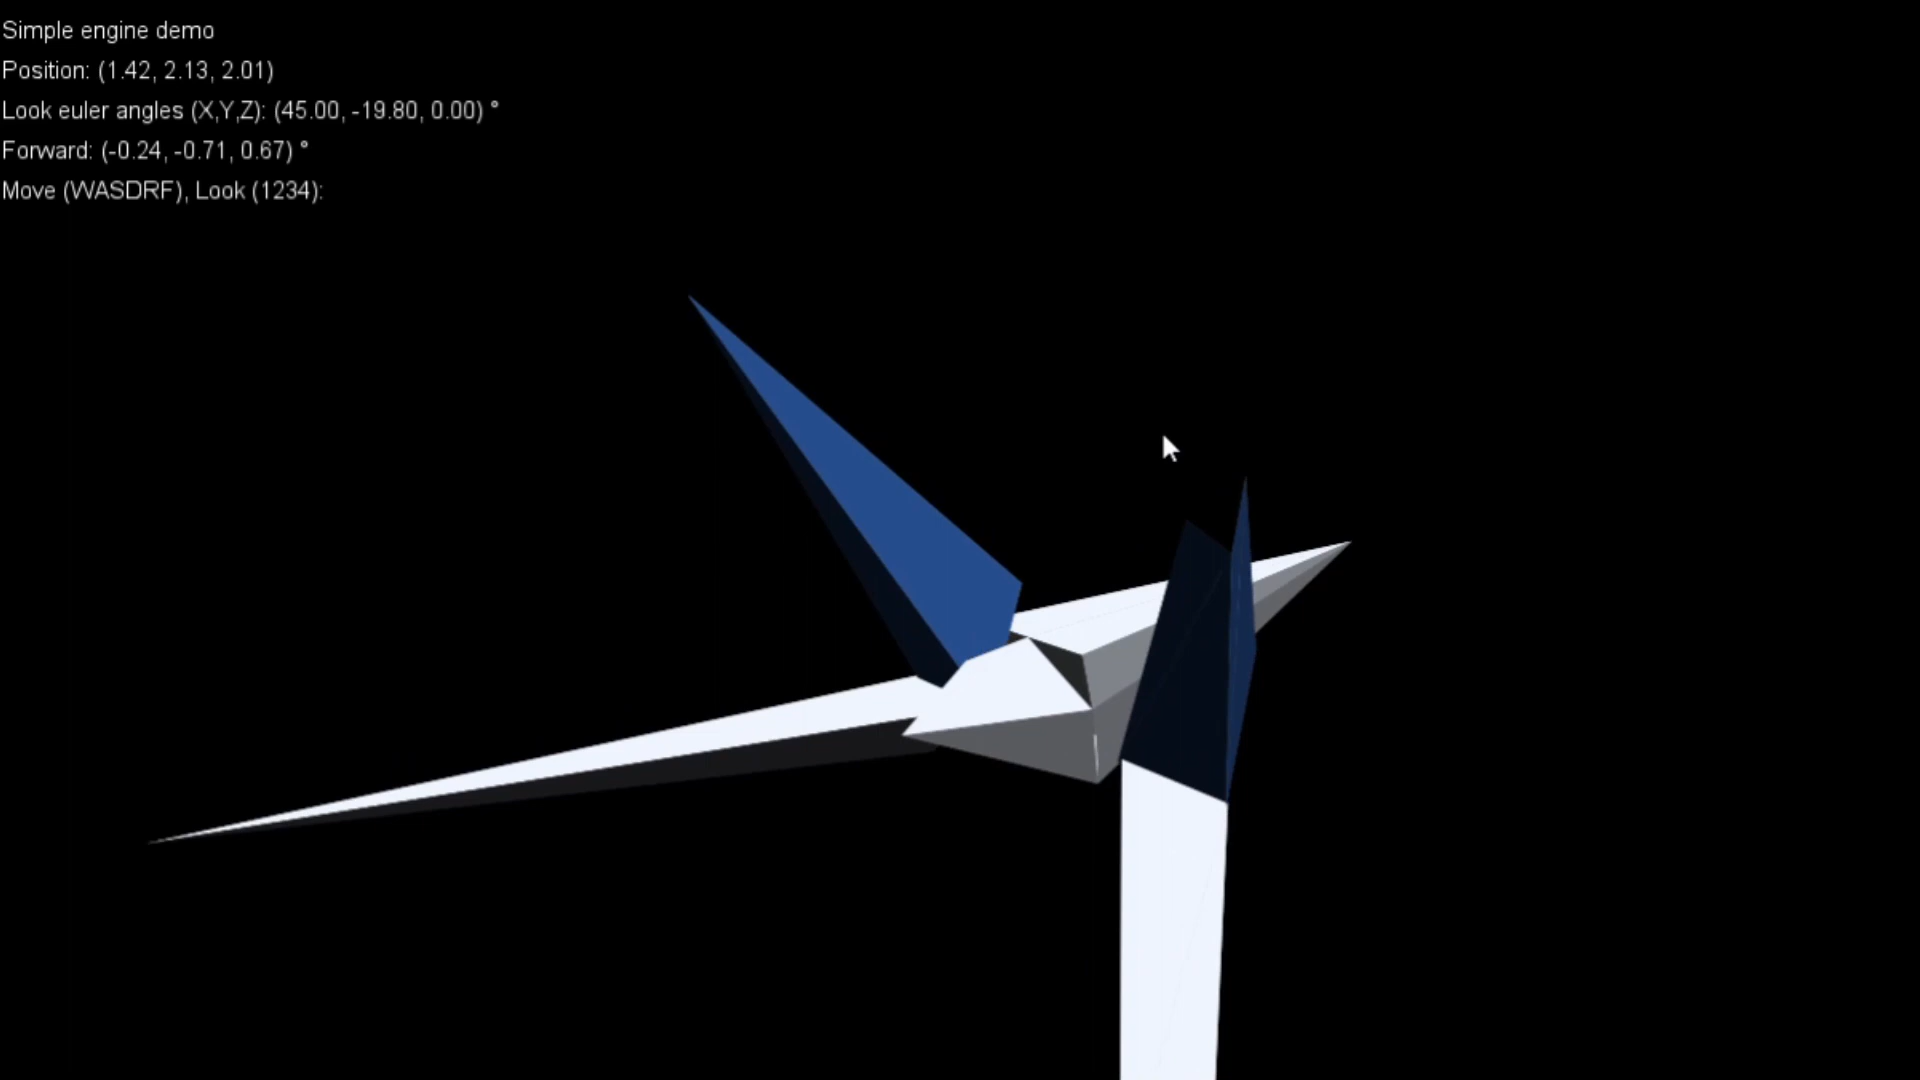 Simple engine demo
Position: (1.42, 2.13, 2.01)
Look euler angles (X,Y,Z): (45.00, -19.80, 0.00) °
Forward: (-0.24, -0.71, 0.67) °
Move (WASDRF), Look (1234):